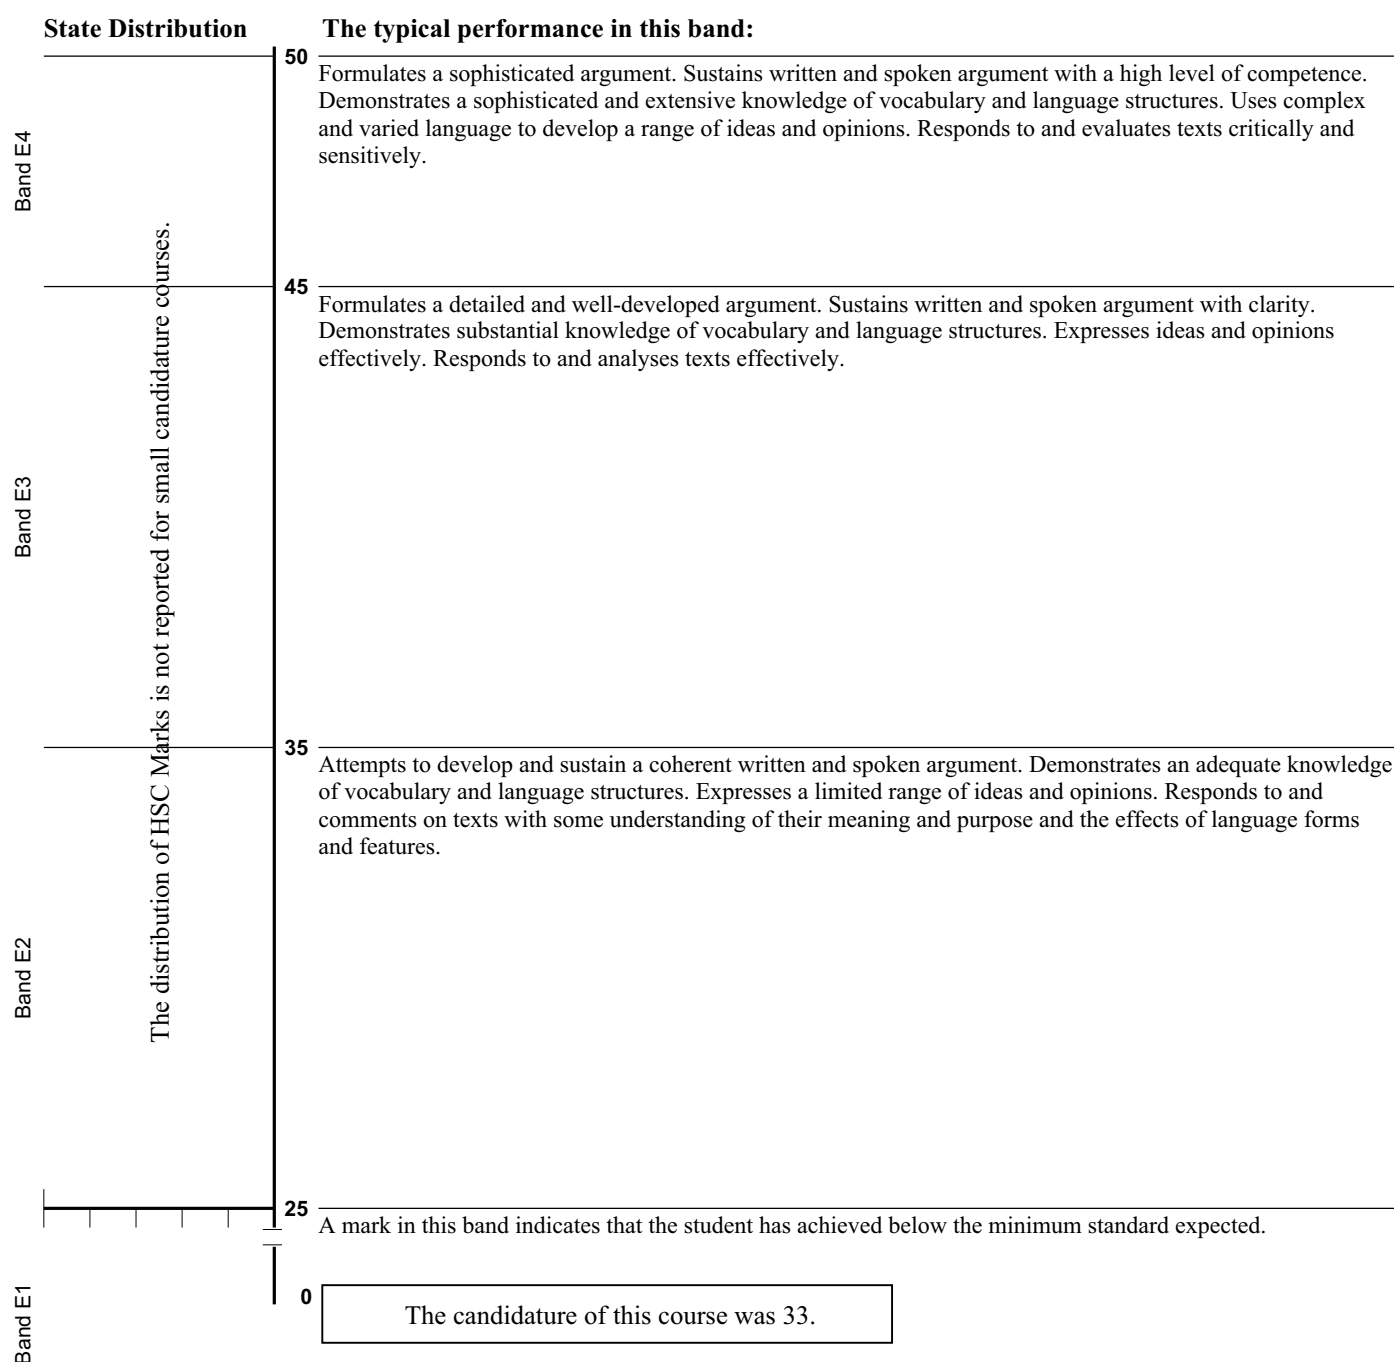 State Distribution
The typical performance in this band:
50
Formulates a sophisticated argument. Sustains written and spoken argument with a high level of competence.
Demonstrates a sophisticated and extensive knowledge of vocabulary and language structures. Uses complex
and varied language to develop a range of ideas and opinions. Responds to and evaluates texts critically and
sensitively.
Band E4
45
Formulates a detailed and well-developed argument. Sustains written and spoken argument with clarity.
Demonstrates substantial knowledge of vocabulary and language structures. Expresses ideas and opinions
effectively. Responds to and analyses texts effectively.
Band E3
The distribution of HSC Marks is not reported for small candidature courses.
35
Attempts to develop and sustain a coherent written and spoken argument. Demonstrates an adequate knowledge
of vocabulary and language structures. Expresses a limited range of ideas and opinions. Responds to and
comments on texts with some understanding of their meaning and purpose and the effects of language forms
and features.
Band E2
25
A mark in this band indicates that the student has achieved below the minimum standard expected.
0
Band E1
The candidature of this course was 33.